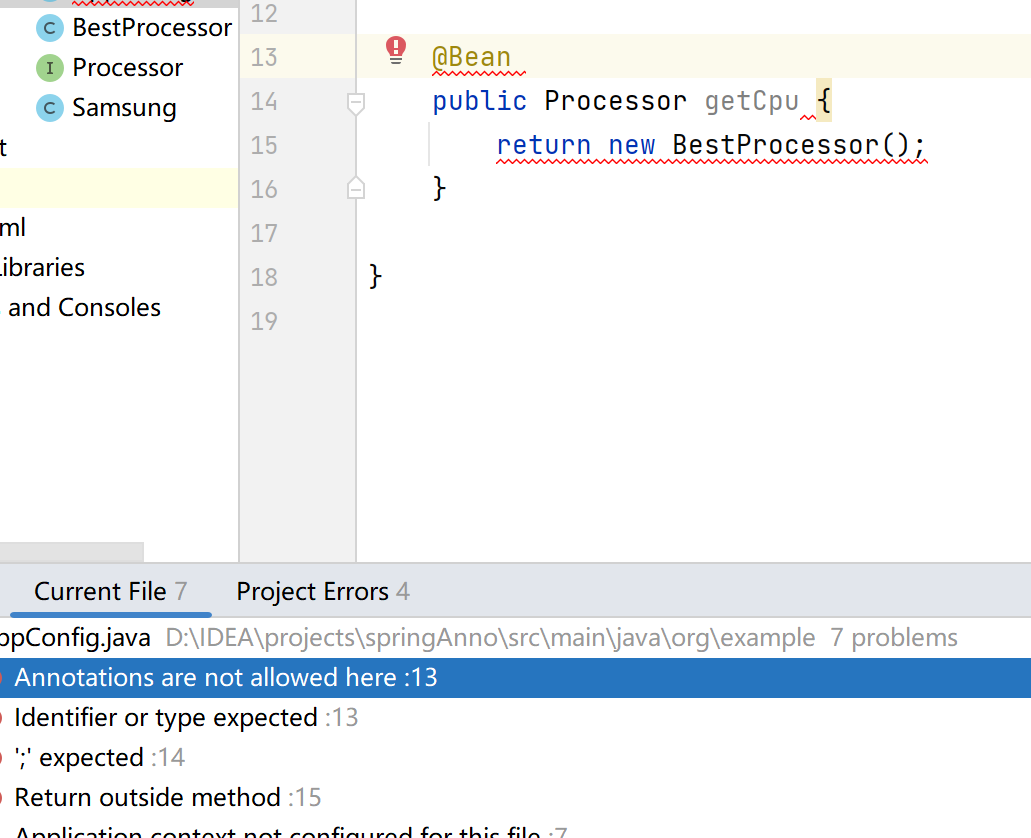 BestProcessor
Processor
Samsung
t
ml
Libraries
and Consoles
12
13 @Bean
14 public Processor getCpu {
15 return new BestProcessor();
16 }
17
18 }
19
Current File 7 Project Errors 4
ppConfig.java D:\IDEA\projects\springAnno\src\main\java\org\example 7 problems
Annotations are not allowed here :13
Identifier or type expected :13
';' expected :14
Return outside method :15
Application context not configured for this file :7